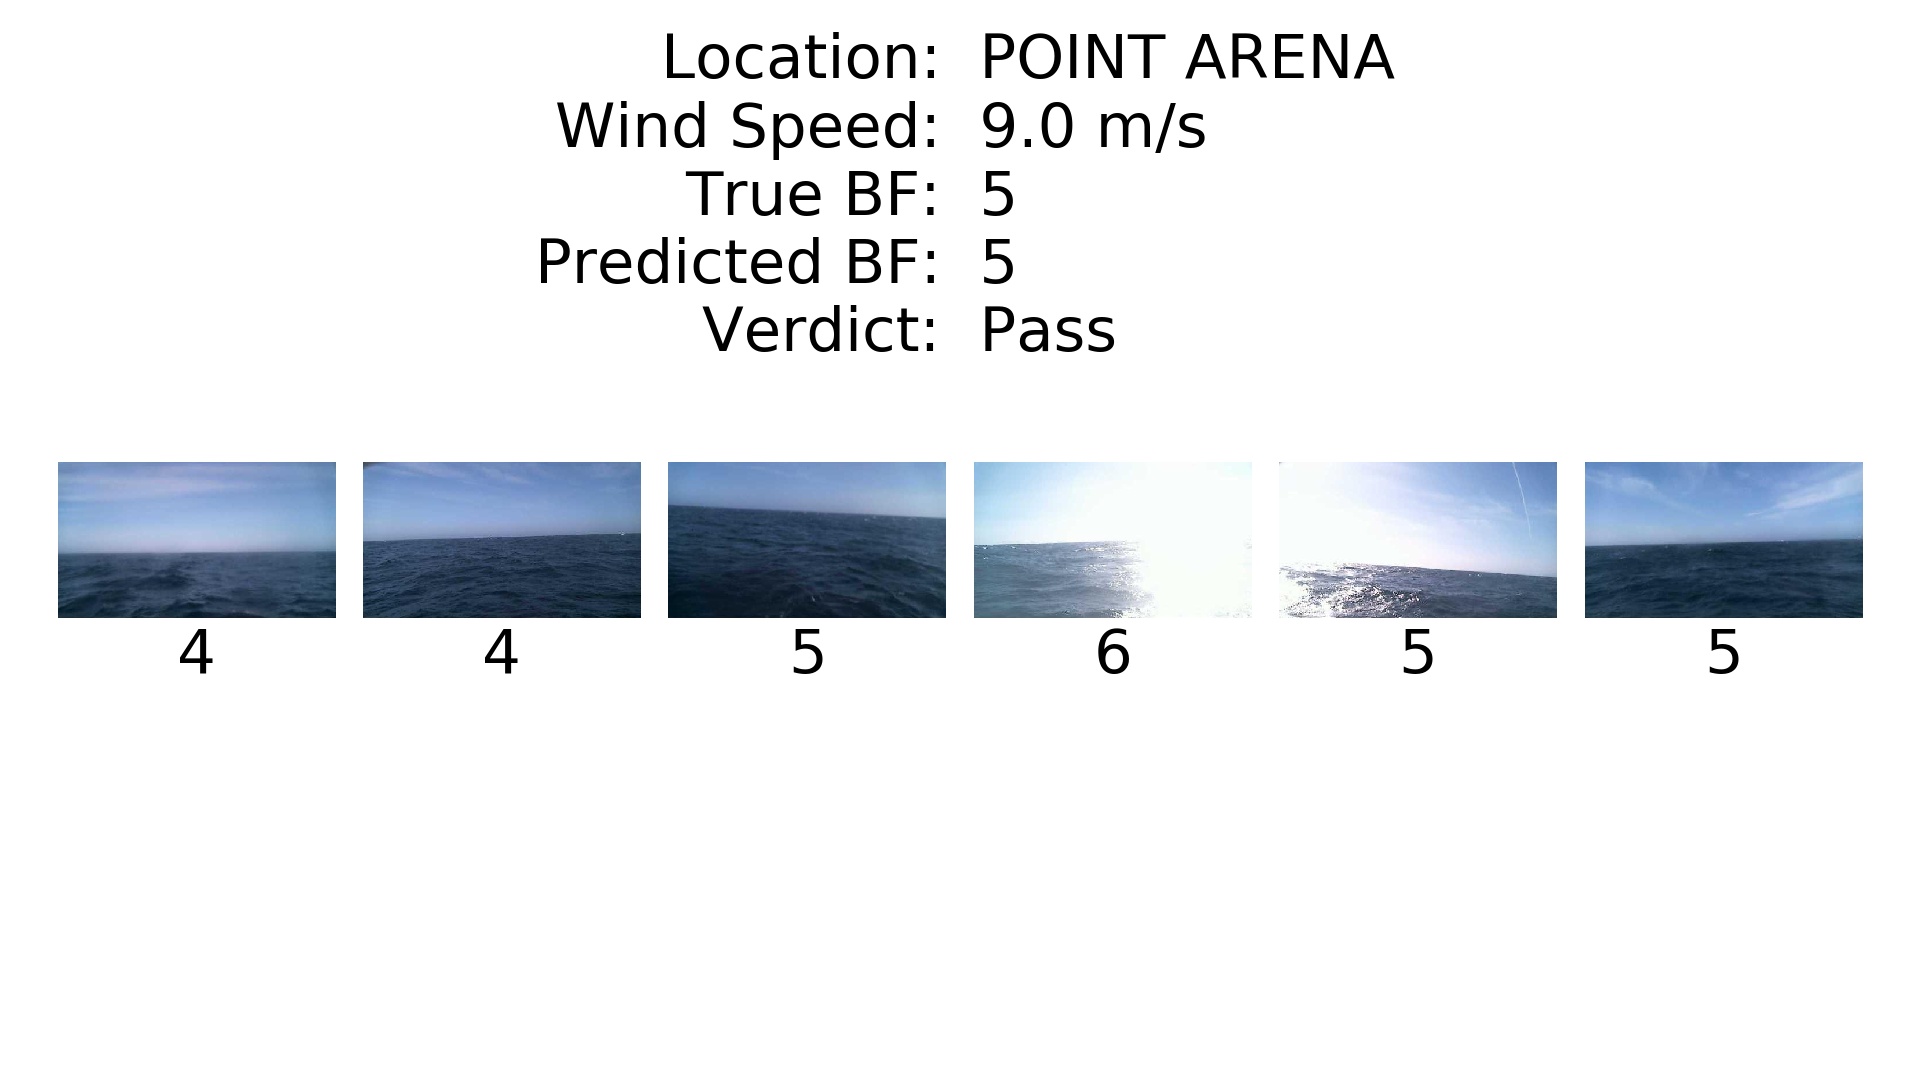 Location: POINT ARENA
Wind Speed: 9.0 m/s
True BF: 5
Predicted BF: 5
Verdict: Pass
4 4 5 6 5 5